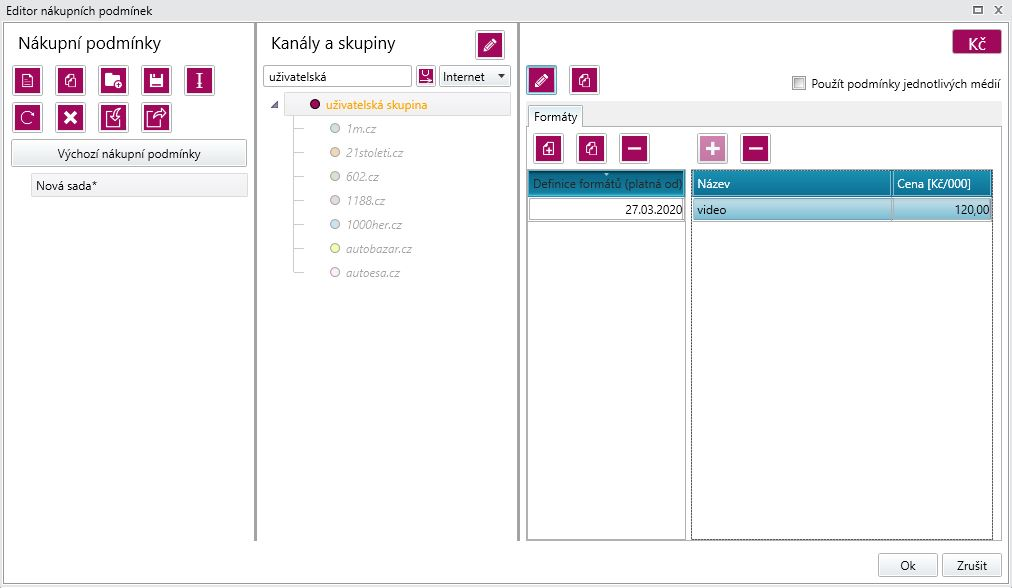 Editor nákupních podmínek
Nákupní podmínky
Výchozí nákupní podmínky
Nová sada*
Kanály a skupiny
uživatelská
Internet
uživatelská skupina
1m.cz
21stoleti.cz
602.cz
1188.cz
1000her.cz
autobazar.cz
autoesa.cz
Kč
Použít podmínky jednotlivých médií
Formáty
Definice formátů (platná od)
27.03.2020
Název Cena [Kč/000]
video 120,00
Ok Zrušit